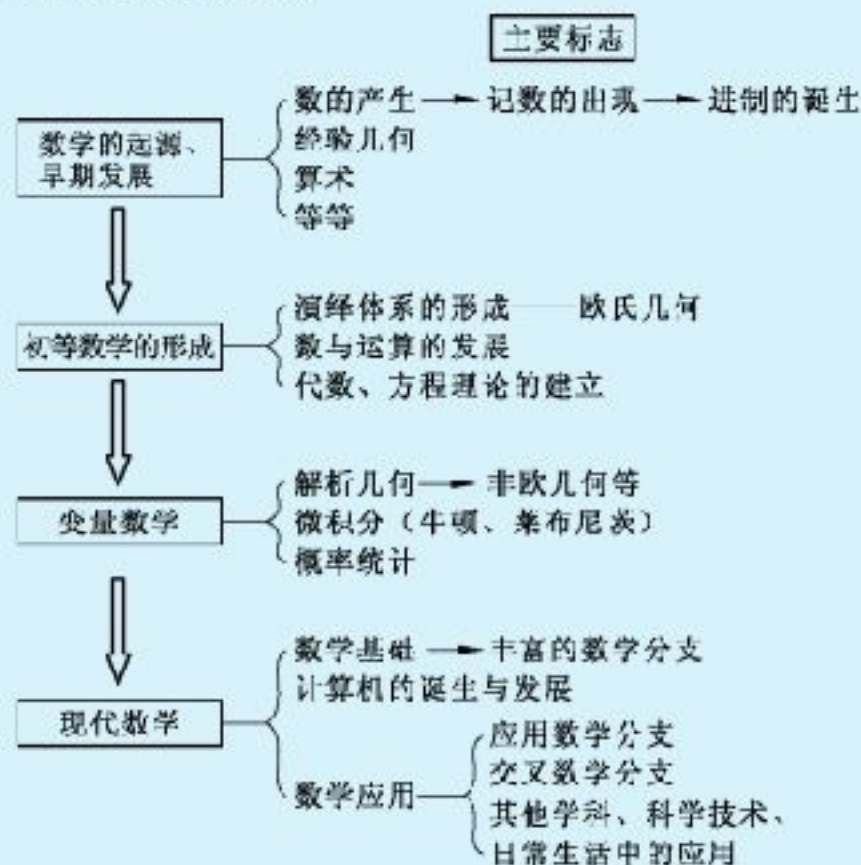 主要标志
数学的起源、
早期发展
数的产生 记数的出现 进制的诞生
经验几何
算术
等等
初等数学的形成
演绎体系的形成 欧氏几何
数与运算的发展
代数、方程理论的建立
变量数学
解析几何 非欧几何等
微积分（牛顿、莱布尼茨）
概率统计
现代数学
数学基础 丰富的数学分支
计算机的诞生与发展
数学应用
应用数学分支
交叉数学分支
其他学科、科学技术、
日常生活中的应用